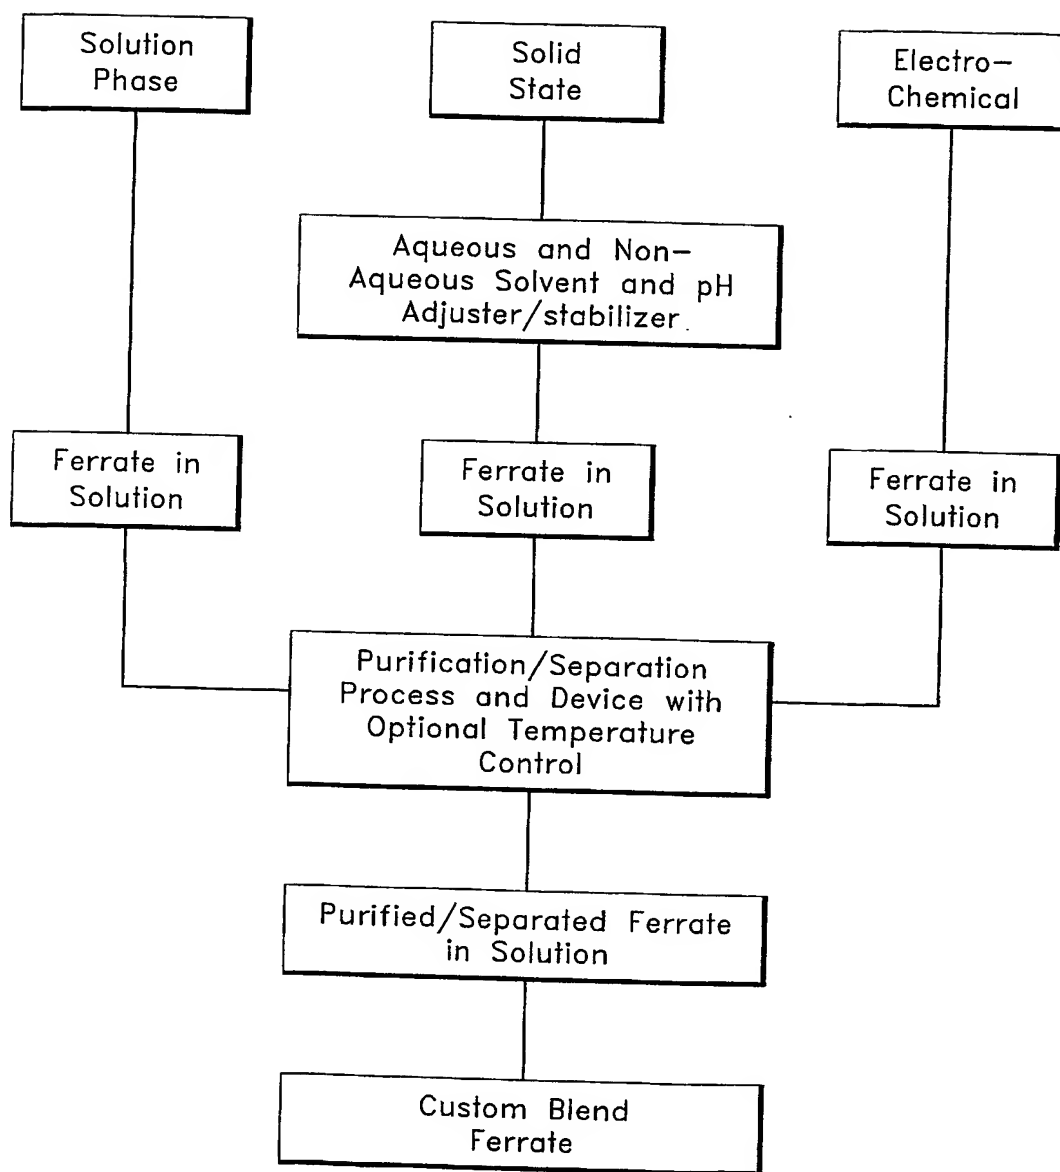 Solution
Phase
Solid
State
Electro-
Chemical
Aqueous and Non-
Aqueous Solvent and pH
Adjuster/stabilizer
Ferrate in
Solution
Ferrate in
Solution
Ferrate in
Solution
Purification/Separation
Process and Device with
Optional Temperature
Control
Purified/Separated Ferrate
in Solution
Custom Blend
Ferrate